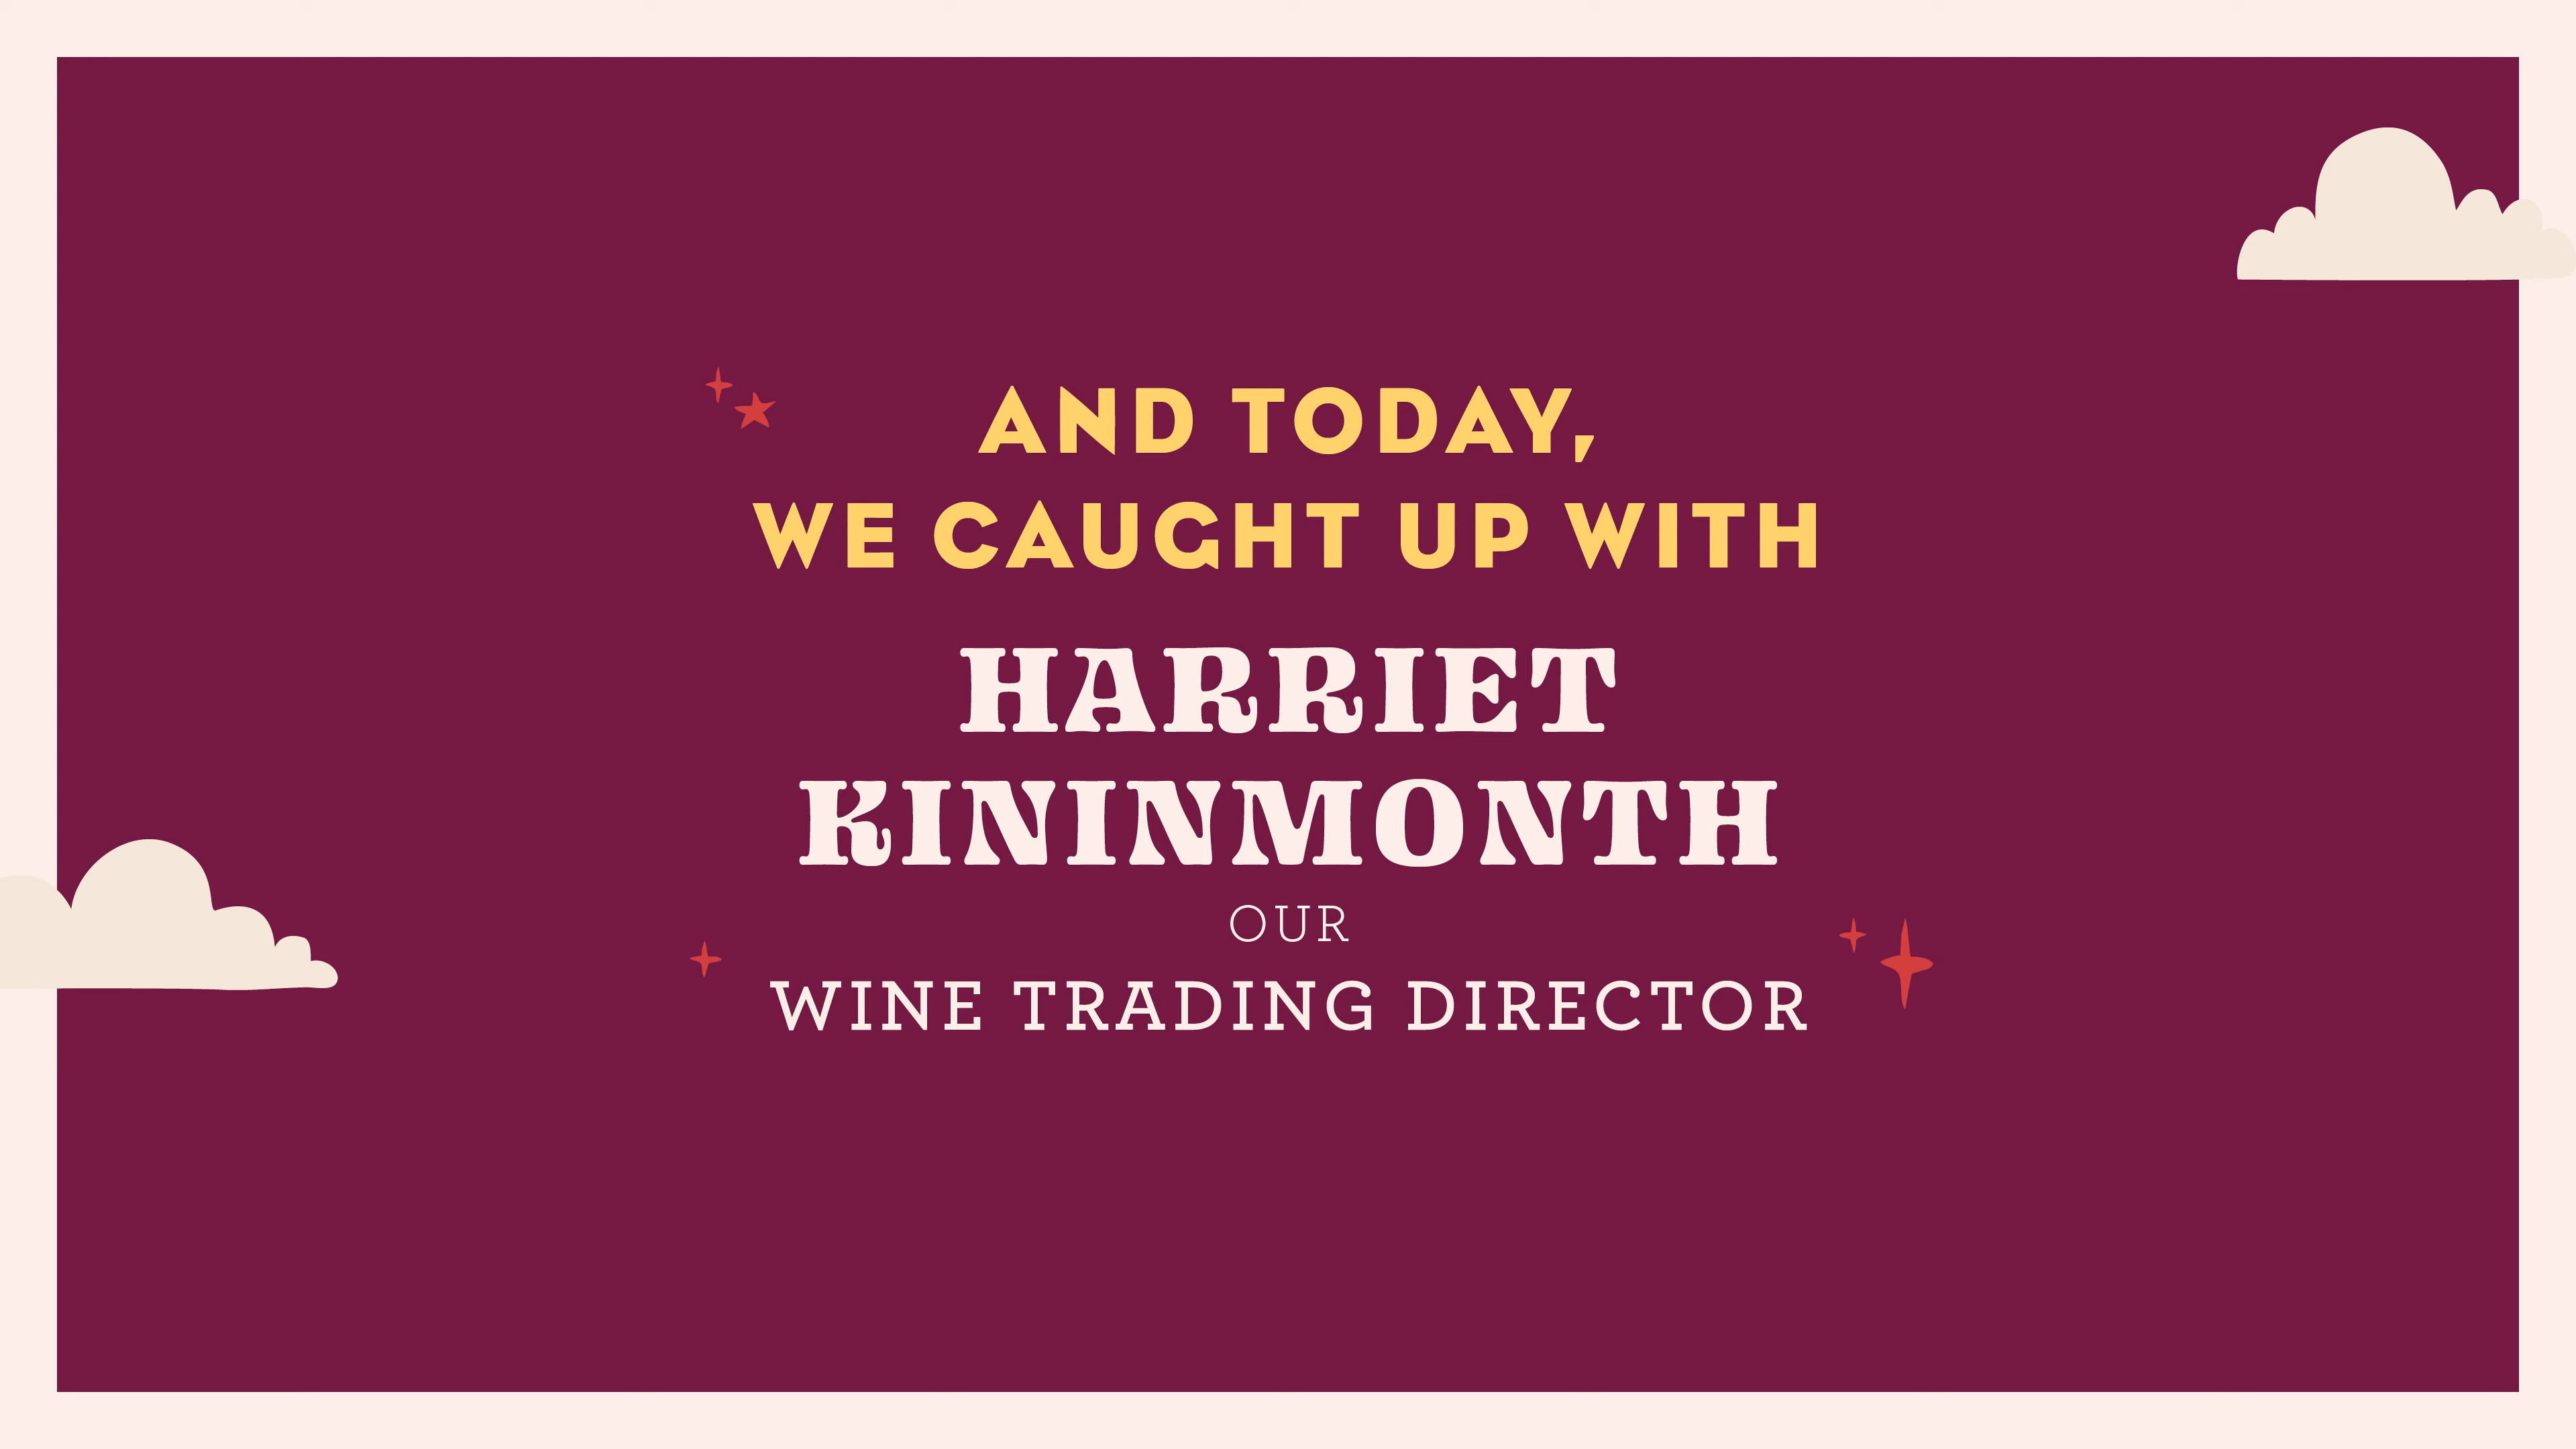 AND TODAY,
WE CAUGHT UP WITH
HARRIET
KININMONTH
OUR
WINE TRADING DIRECTOR